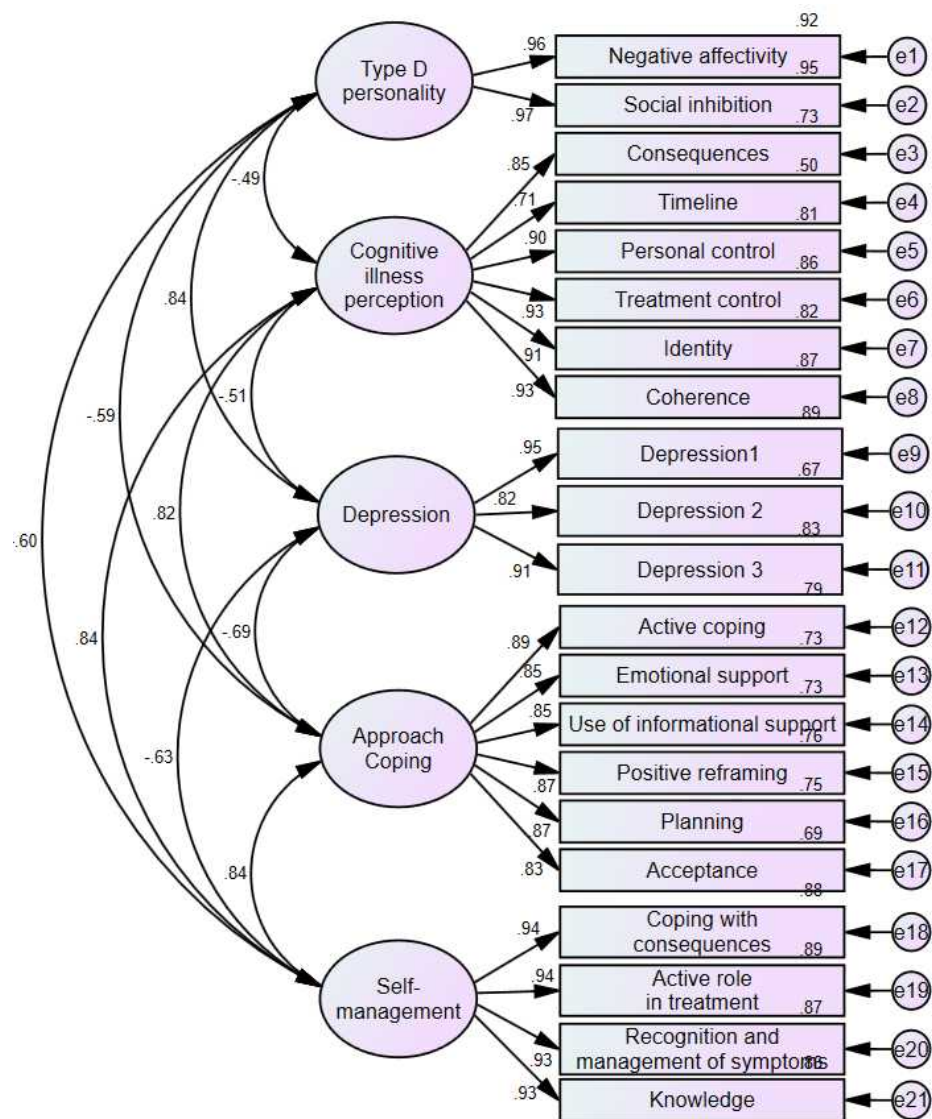 .92
.96
Negative affectivity
e1
Type D
personality
.95
.97
Social inhibition
e2
.73
.85
Consequences
e3
-.49
.50
.71
Timeline
e4
.81
.90
Personal control
e5
Cognitive
illness
perception
.86
Treatment control
e6
.84
.93
.82
Identity
e7
.91
.87
.93
Coherence
e8
-.51
.89
-.59
.95
Depression1
e9
.67
.82
Depression 2
e10
Depression
.82
.83
.60
.91
Depression 3
e11
.79
.89
Active coping
e12
.84
-.69
.73
.85
Emotional support
e13
.73
.85
Use of informational support
e14
.76
Approach
Coping
-.63
.87
Positive reframing
e15
.75
.87
Planning
e16
.69
.83
Acceptance
e17
.84
.88
.94
Coping with
consequences
e18
.89
.94
Active role
in treatment
e19
Self-
management
.87
.93
Recognition and
management of symptoms
e20
.86
.93
Knowledge
e21